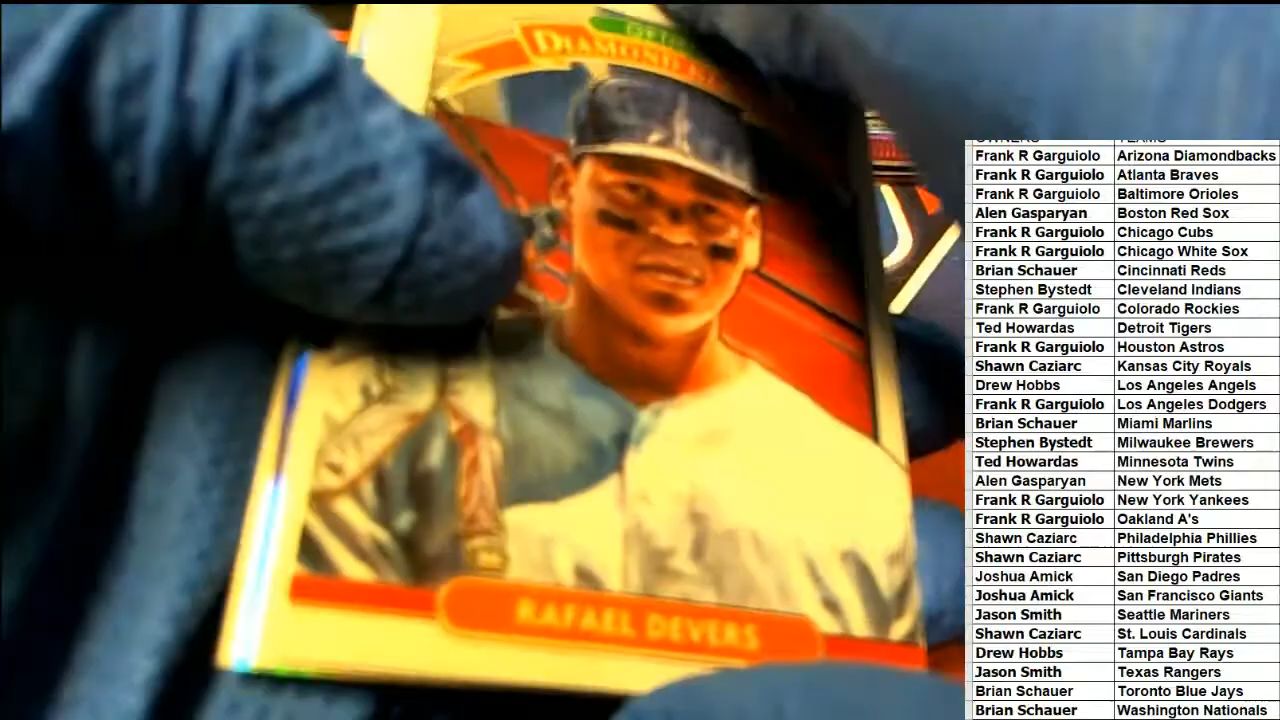 DIAMOND
RAFAEL DEVERS
OWNERS TEAMS
Frank R Garguiolo Arizona Diamondbacks
Frank R Garguiolo Atlanta Braves
Frank R Garguiolo Baltimore Orioles
Alen Gasparyan Boston Red Sox
Frank R Garguiolo Chicago Cubs
Frank R Garguiolo Chicago White Sox
Brian Schauer Cincinnati Reds
Stephen Bystedt Cleveland Indians
Frank R Garguiolo Colorado Rockies
Ted Howardas Detroit Tigers
Frank R Garguiolo Houston Astros
Shawn Caziarc Kansas City Royals
Drew Hobbs Los Angeles Angels
Frank R Garguiolo Los Angeles Dodgers
Brian Schauer Miami Marlins
Stephen Bystedt Milwaukee Brewers
Ted Howardas Minnesota Twins
Alen Gasparyan New York Mets
Frank R Garguiolo New York Yankees
Frank R Garguiolo Oakland A's
Shawn Caziarc Philadelphia Phillies
Shawn Caziarc Pittsburgh Pirates
Joshua Amick San Diego Padres
Joshua Amick San Francisco Giants
Jason Smith Seattle Mariners
Shawn Caziarc St. Louis Cardinals
Drew Hobbs Tampa Bay Rays
Jason Smith Texas Rangers
Brian Schauer Toronto Blue Jays
Brian Schauer Washington Nationals